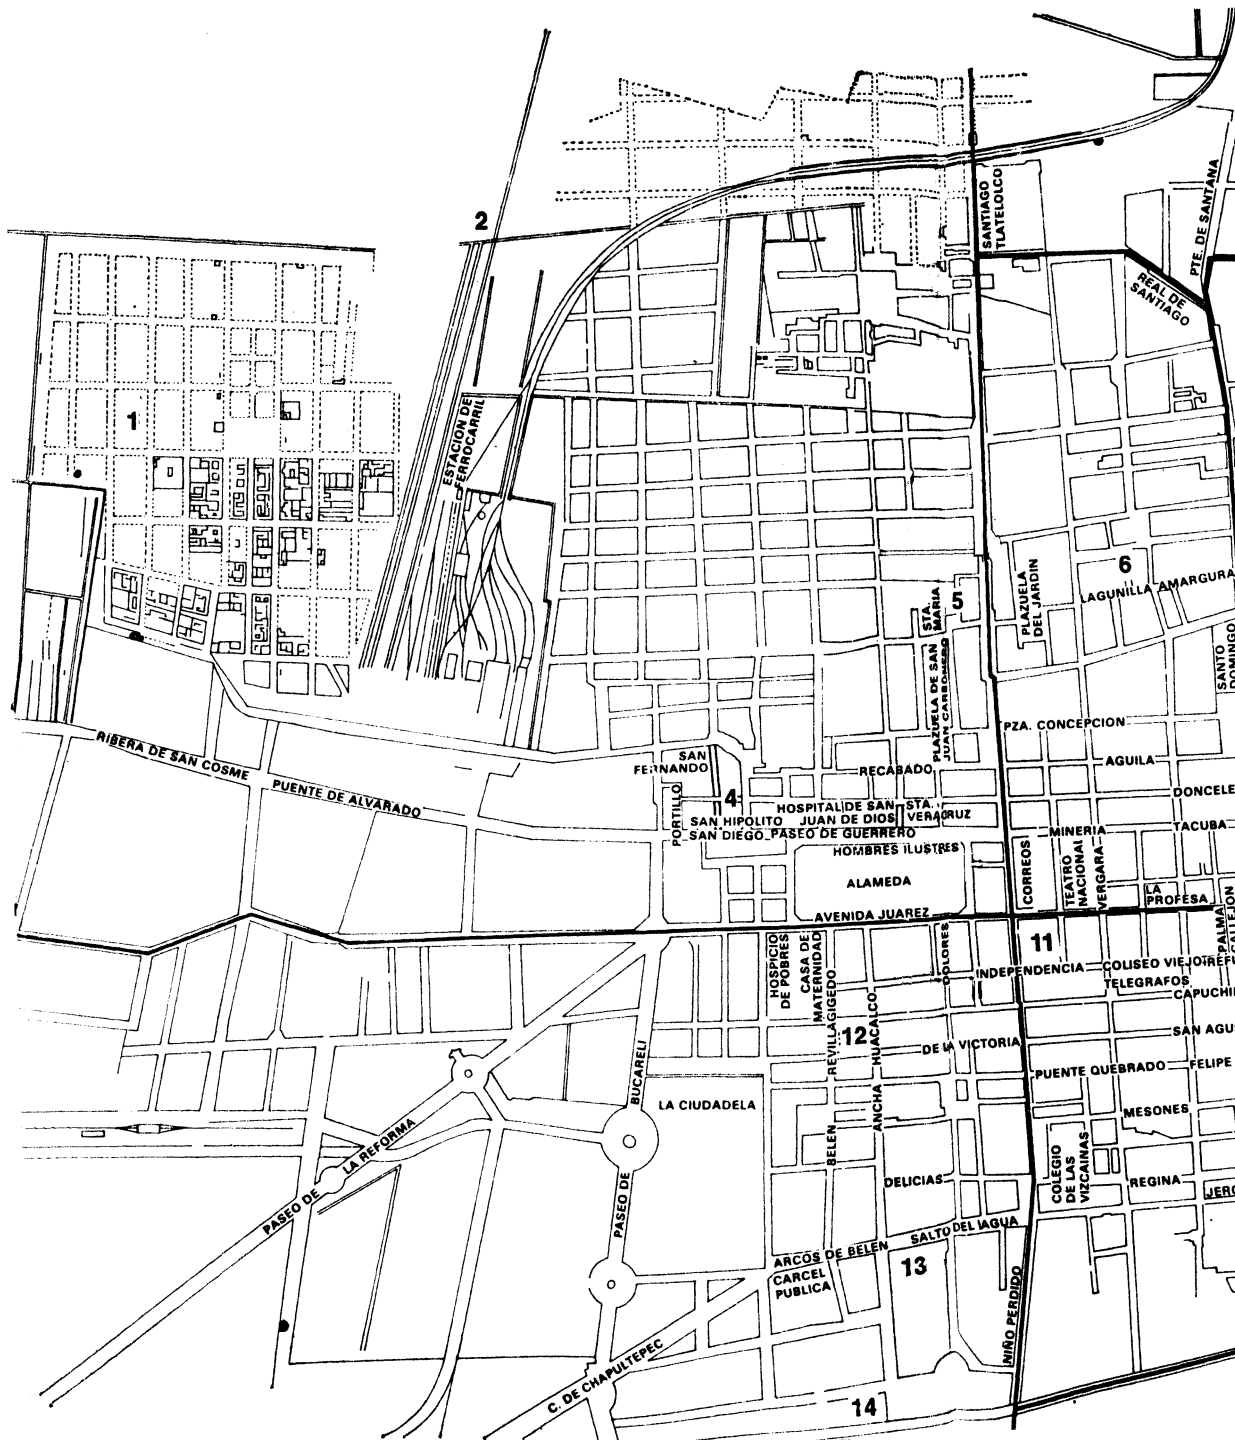 2
SANTIAGO
TLATELOLCO
PTE. DE SANTANA
REAL DE
SANTIAGO
1
ESTACION DE
FERROCARRIL
PLAZUELA
DEL JARDIN
6
LAGUNILLA AMARGURA
5
STA.
MARIA
PLAZUELA DE SAN
JUAN CARBONERO
SANTO
DOMINGO
PZA. CONCEPCION
RIBERA DE SAN COSME
PUENTE DE ALVARADO
SAN
FERNANDO
RECABADO
AGUILA
4
PORTILLO
HOSPITAL DE SAN
JUAN DE DIOS
STA.
VERACRUZ
DONCELE
SAN HIPOLITO
SAN DIEGO
PASEO DE GUERRERO
MINERIA
TACUBA
HOMBRES ILUSTRES
ALAMEDA
CORREOS
TEATRO
NACIONAL
VERGARA
LA
PROFESA
AVENIDA JUAREZ
PALMA
CALLEJON
11
HOSPICIO
DE POBRES
CASA DE
MATERNIDAD
DOLORES
INDEPENDENCIA
COLISEO VIEJO
REFU
TELEGRAFOS
CAPUCHI
REVILLAGIGEDO
12
HUACALCO
SAN AGUS
DE LA VICTORIA
BUCARELI
PUENTE QUEBRADO
FELIPE
LA CIUDADELA
ANCHA
MESONES
LA REFORMA
BELEN
COLEGIO
DE LAS
VIZCAINAS
DELICIAS
REGINA
JERO
PASEO DE
PASEO DE
SALTO DEL AGUA
ARCOS DE BELEN
CARCEL
PUBLICA
13
NIÑO PERDIDO
C. DE CHAPULTEPEC
14